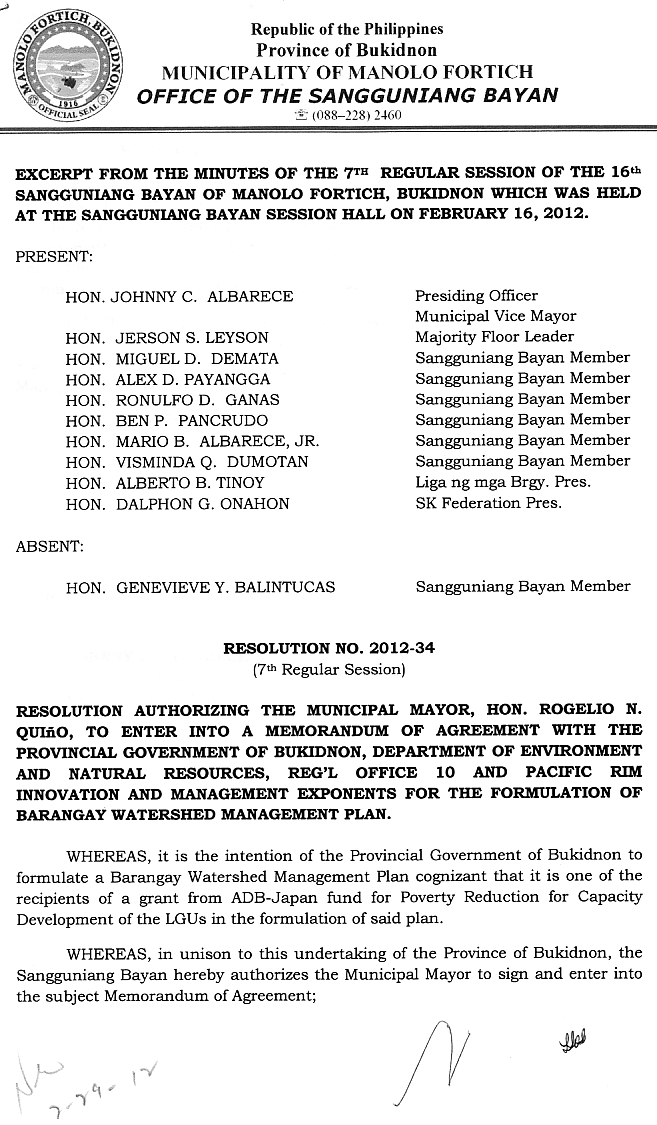 MANOLO FORTICH, BUKIDNON
1916
OFFICIAL SEAL
Republic of the Philippines
Province of Bukidnon
MUNICIPALITY OF MANOLO FORTICH
OFFICE OF THE SANGGUNIANG BAYAN
☏ (088–228) 2460
EXCERPT FROM THE MINUTES OF THE 7TH REGULAR SESSION OF THE 16th
SANGGUNIANG BAYAN OF MANOLO FORTICH, BUKIDNON WHICH WAS HELD
AT THE SANGGUNIANG BAYAN SESSION HALL ON FEBRUARY 16, 2012.
PRESENT:
HON. JOHNNY C. ALBARECE Presiding Officer
Municipal Vice Mayor
HON. JERSON S. LEYSON Majority Floor Leader
HON. MIGUEL D. DEMATA Sangguniang Bayan Member
HON. ALEX D. PAYANGGA Sangguniang Bayan Member
HON. RONULFO D. GANAS Sangguniang Bayan Member
HON. BEN P. PANCRUDO Sangguniang Bayan Member
HON. MARIO B. ALBARECE, JR. Sangguniang Bayan Member
HON. VISMINDA Q. DUMOTAN Sangguniang Bayan Member
HON. ALBERTO B. TINOY Liga ng mga Brgy. Pres.
HON. DALPHON G. ONAHON SK Federation Pres.
ABSENT:
HON. GENEVIEVE Y. BALINTUCAS Sangguniang Bayan Member
RESOLUTION NO. 2012-34
(7th Regular Session)
RESOLUTION AUTHORIZING THE MUNICIPAL MAYOR, HON. ROGELIO N.
QUIñO, TO ENTER INTO A MEMORANDUM OF AGREEMENT WITH THE
PROVINCIAL GOVERNMENT OF BUKIDNON, DEPARTMENT OF ENVIRONMENT
AND NATURAL RESOURCES, REG'L OFFICE 10 AND PACIFIC RIM
INNOVATION AND MANAGEMENT EXPONENTS FOR THE FORMULATION OF
BARANGAY WATERSHED MANAGEMENT PLAN.
WHEREAS, it is the intention of the Provincial Government of Bukidnon to
formulate a Barangay Watershed Management Plan cognizant that it is one of the
recipients of a grant from ADB-Japan fund for Poverty Reduction for Capacity
Development of the LGUs in the formulation of said plan.
WHEREAS, in unison to this undertaking of the Province of Bukidnon, the
Sangguniang Bayan hereby authorizes the Municipal Mayor to sign and enter into
the subject Memorandum of Agreement;